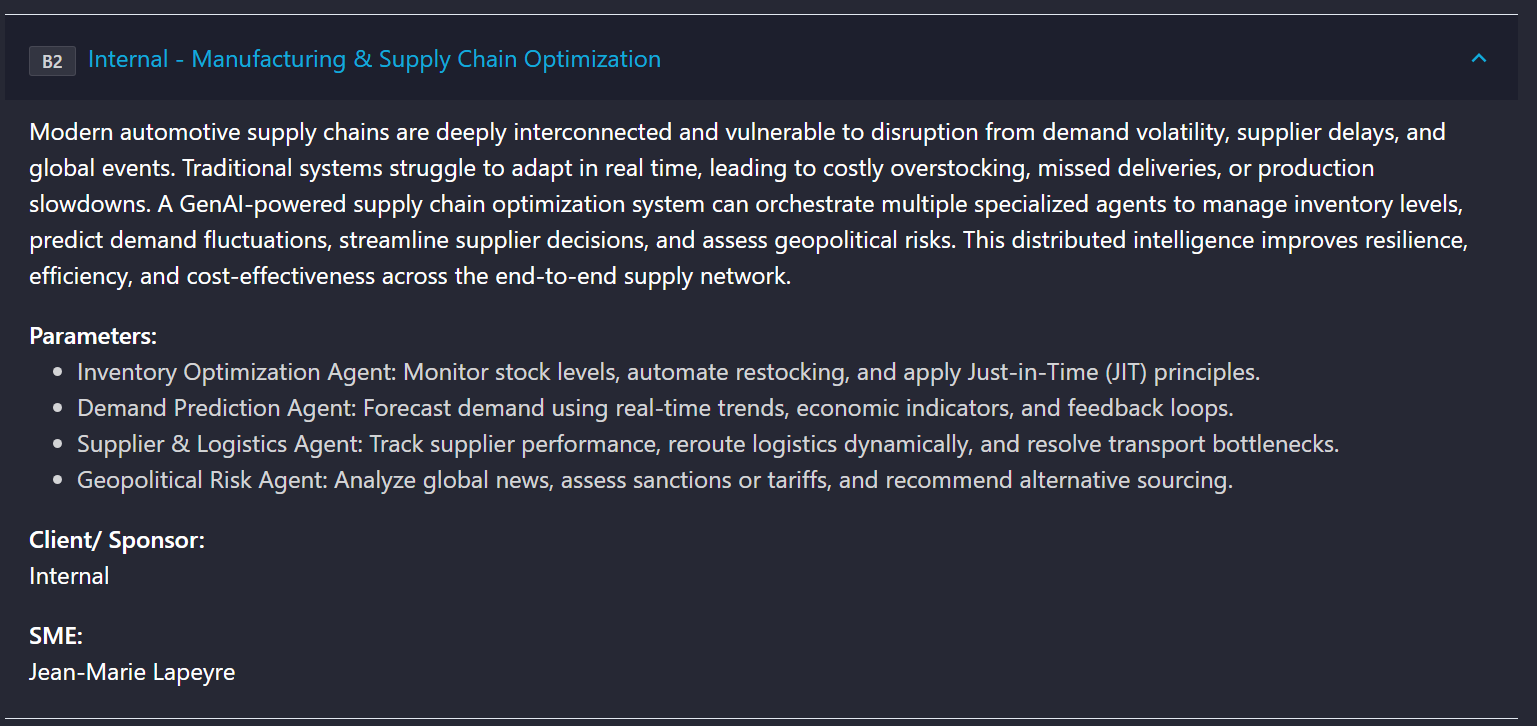 B2 Internal - Manufacturing & Supply Chain Optimization
Modern automotive supply chains are deeply interconnected and vulnerable to disruption from demand volatility, supplier delays, and
global events. Traditional systems struggle to adapt in real time, leading to costly overstocking, missed deliveries, or production
slowdowns. A GenAI-powered supply chain optimization system can orchestrate multiple specialized agents to manage inventory levels,
predict demand fluctuations, streamline supplier decisions, and assess geopolitical risks. This distributed intelligence improves resilience,
efficiency, and cost-effectiveness across the end-to-end supply network.
Parameters:
• Inventory Optimization Agent: Monitor stock levels, automate restocking, and apply Just-in-Time (JIT) principles.
• Demand Prediction Agent: Forecast demand using real-time trends, economic indicators, and feedback loops.
• Supplier & Logistics Agent: Track supplier performance, reroute logistics dynamically, and resolve transport bottlenecks.
• Geopolitical Risk Agent: Analyze global news, assess sanctions or tariffs, and recommend alternative sourcing.
Client/ Sponsor:
Internal
SME:
Jean-Marie Lapeyre